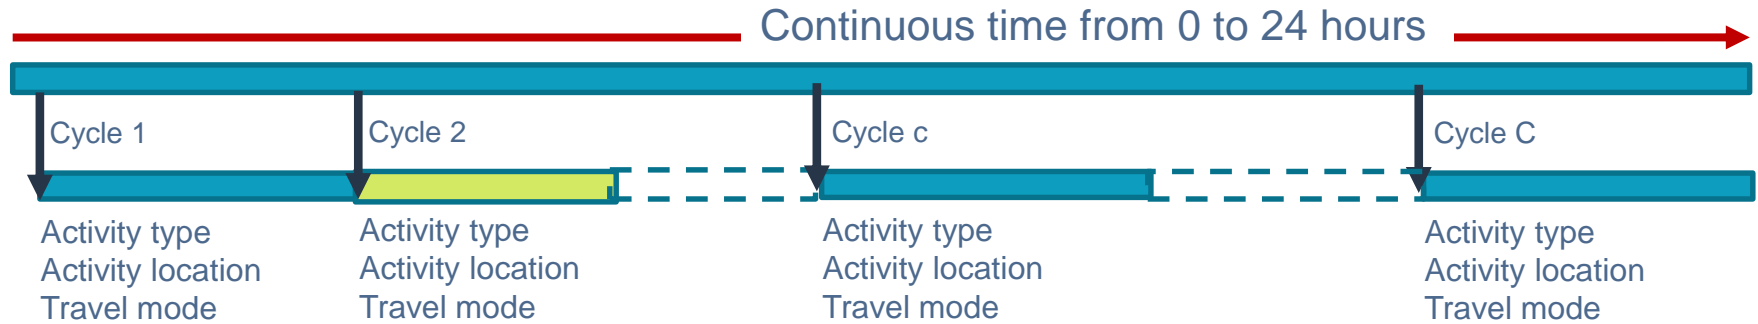 Continuous time from 0 to 24 hours
Cycle 1
Cycle 2
Cycle c
Cycle C
Activity type
Activity location
Travel mode
Activity type
Activity location
Travel mode
Activity type
Activity location
Travel mode
Activity type
Activity location
Travel mode